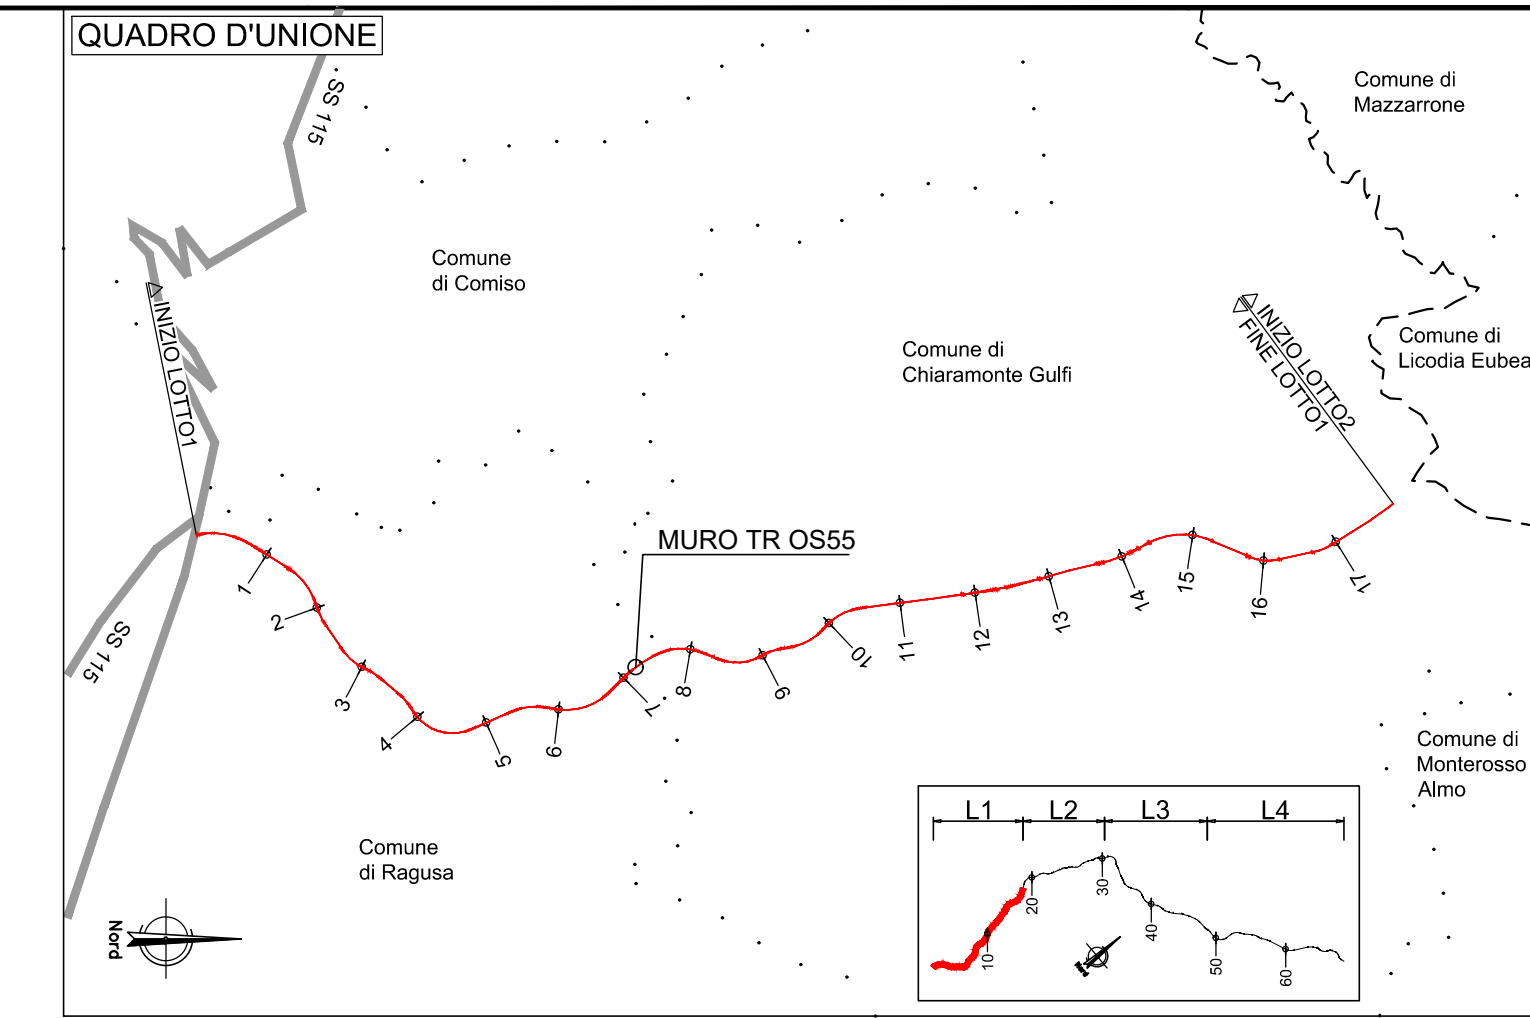 QUADRO D'UNIONE
SS 115
Comune di
Mazzarrone
Comune
di Comiso
INIZIO LOTTO1
INIZIO LOTTO2
FINE LOTTO1
Comune di
Licodia Eubea
Comune di
Chiaramonte Gulfi
MURO TR OS55
1
2
3
4
5
6
7
8
9
10
11
12
13
14
15
16
17
SS 115
Comune di
Monterosso
Almo
Comune
di Ragusa
Nord
L1
L2
L3
L4
10
20
30
40
50
60